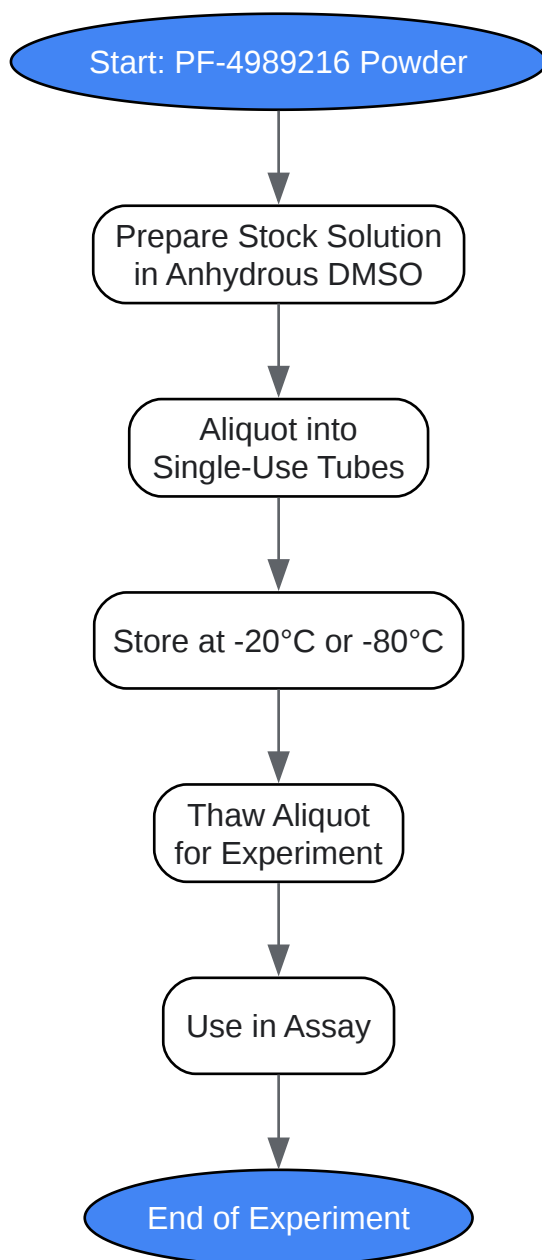 Start: PF-4989216 Powder
Prepare Stock Solution
in Anhydrous DMSO
Aliquot into
Single-Use Tubes
Store at -20°C or -80°C
Thaw Aliquot
for Experiment
Use in Assay
End of Experiment